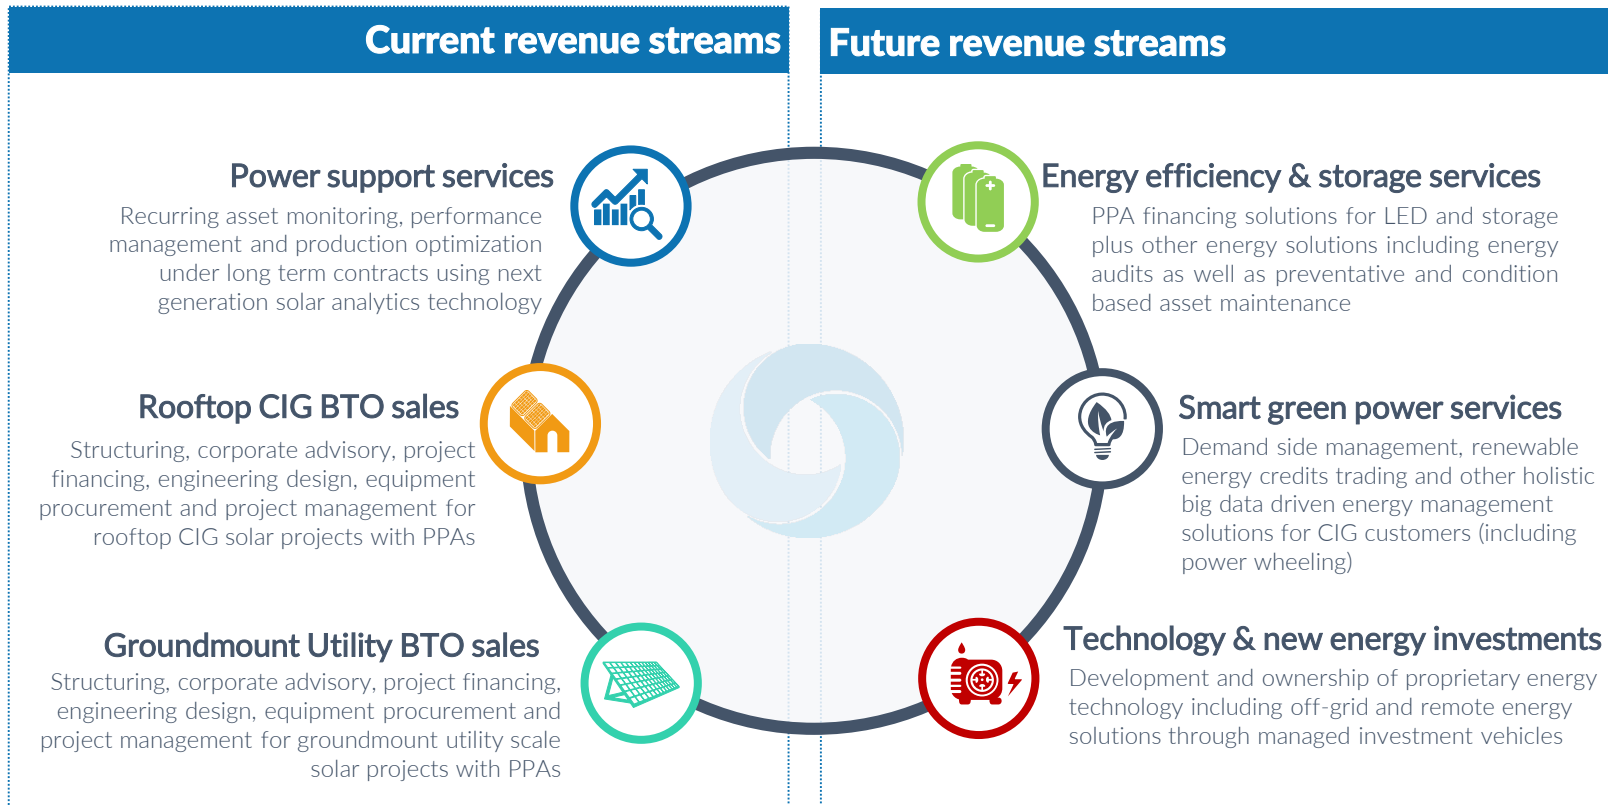 Current revenue streams
Power support services
Recurring asset monitoring, performance
management and production optimization
under long term contracts using next
generation solar analytics technology
Rooftop CIG BTO sales
Structuring, corporate advisory, project
financing, engineering design, equipment
procurement and project management for
rooftop CIG solar projects with PPAs
Groundmount Utility BTO sales
Structuring, corporate advisory, project financing,
engineering design, equipment procurement and
project management for groundmount utility scale
solar projects with PPAs
Future revenue streams
Energy efficiency & storage services
PPA financing solutions for LED and storage
plus other energy solutions including energy
audits as well as preventative and condition
based asset maintenance
Smart green power services
Demand side management, renewable
energy credits trading and other holistic
big data driven energy management
solutions for CIG customers (including
power wheeling)
Technology & new energy investments
Development and ownership of proprietary energy
technology including off-grid and remote energy
solutions through managed investment vehicles